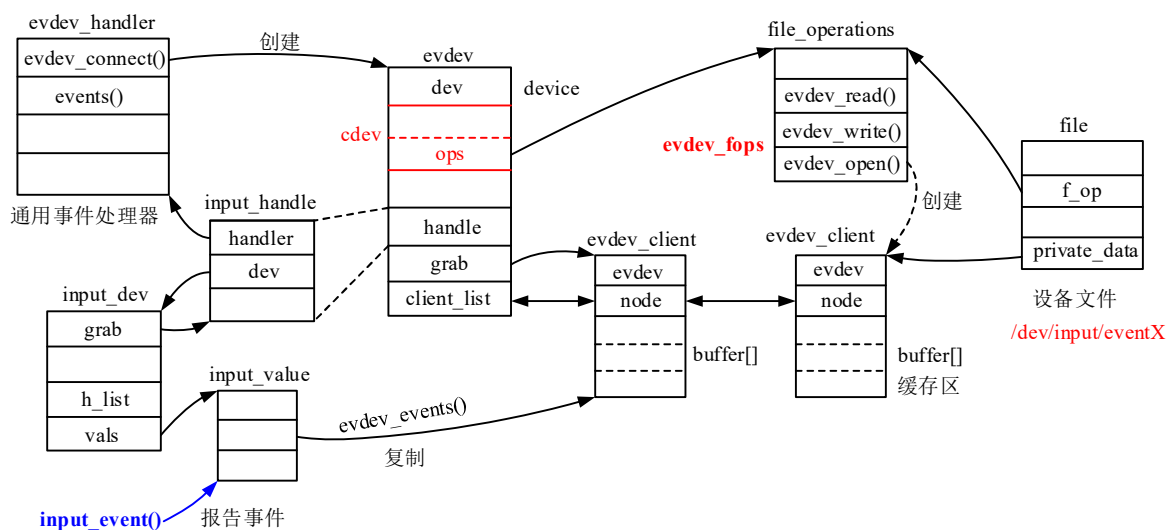 evdev_handler
evdev_connect()
events()
通用事件处理器
创建
evdev
dev
device
cdev
ops
handle
grab
client_list
file_operations
evdev_read()
evdev_write()
evdev_open()
evdev_fops
创建
file
f_op
private_data
设备文件
/dev/input/eventX
input_handle
handler
dev
evdev_client
evdev
node
buffer[]
evdev_client
evdev
node
buffer[]
缓存区
input_dev
grab
h_list
vals
input_value
evdev_events()
复制
input_event()
报告事件